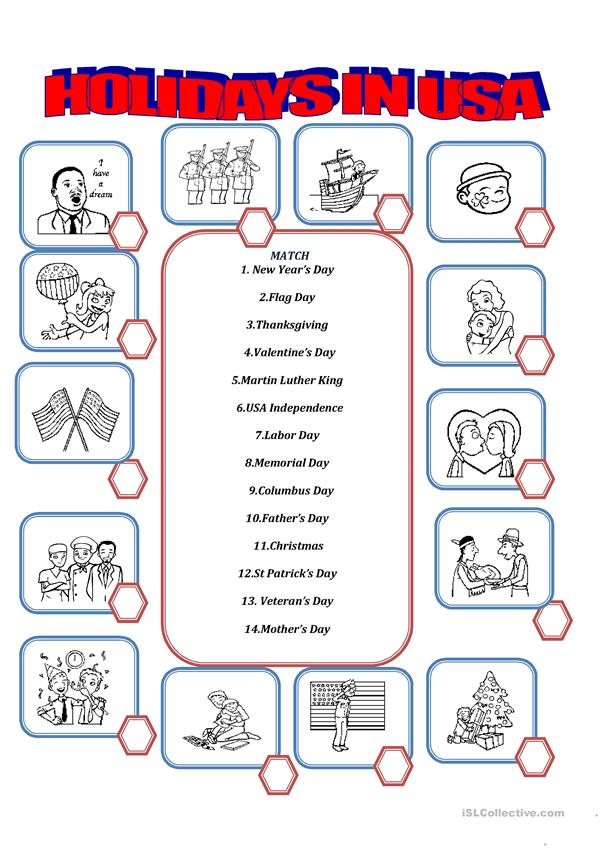 HOLIDAYS IN USA
I
have
a
dream
MATCH
1. New Year's Day
2.Flag Day
3.Thanksgiving
4.Valentine's Day
5.Martin Luther King
6.USA Independence
7.Labor Day
8.Memorial Day
9.Columbus Day
10.Father's Day
11.Christmas
12.St Patrick's Day
13. Veteran's Day
14.Mother's Day
iSLCollective.com